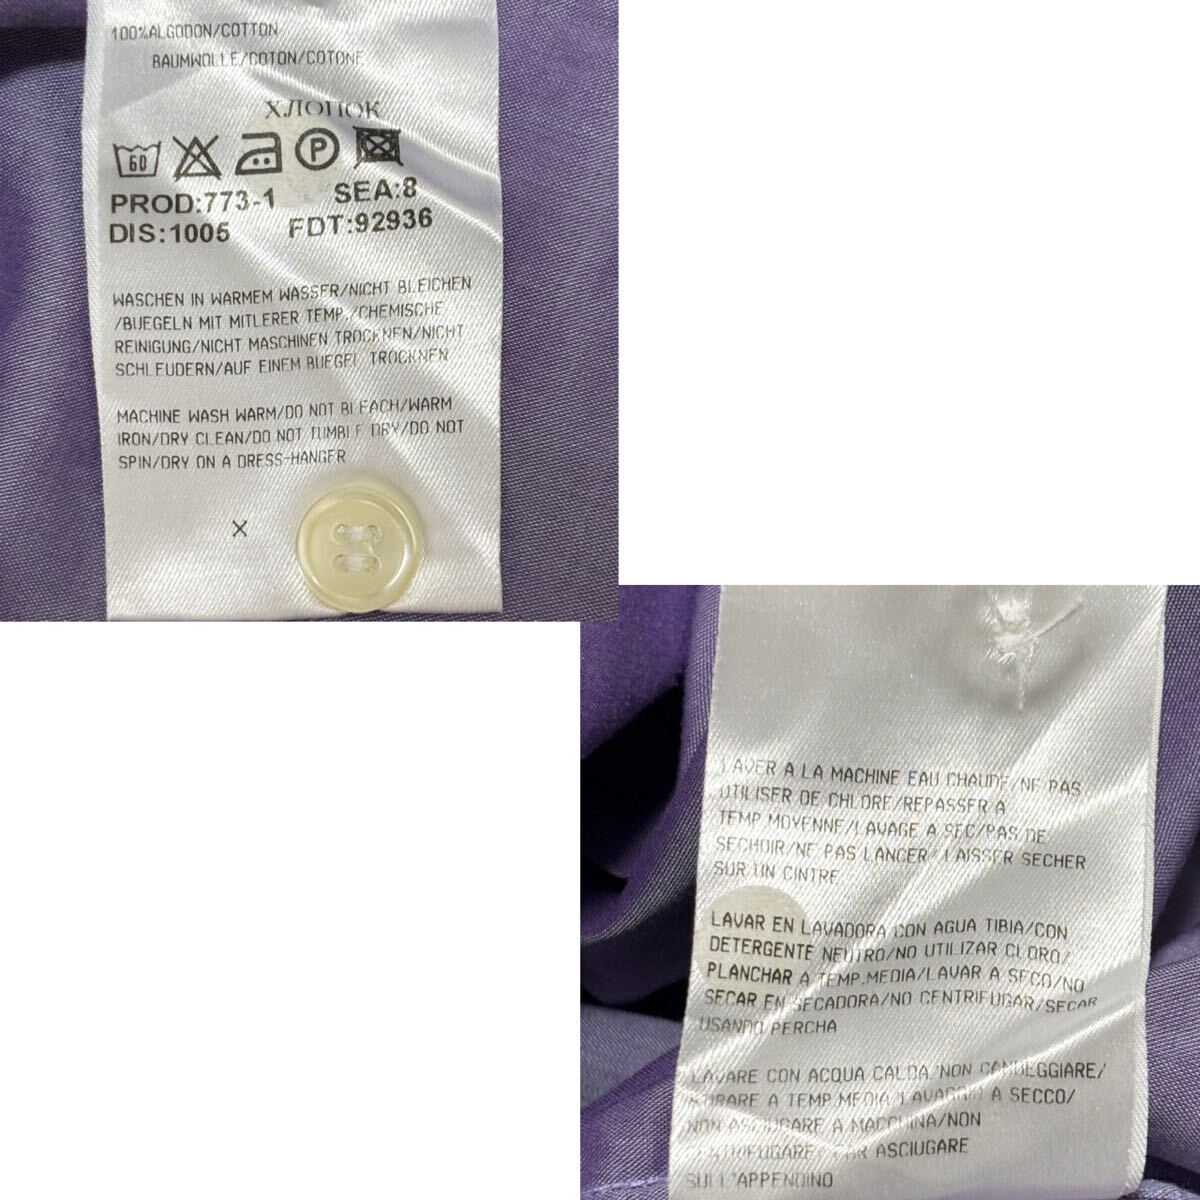 100%ALGODON/COTTON
BAUMWOLLE/COTON/COTONE
ХЛОПОК
60 P
PROD:773-1 SEA:8
DIS:1005 FDT:92936
WASCHEN IN WARMEM WASSER/NICHT BLEICHEN
/BUEGELN MIT MITLERER TEMP./CHEMISCHE
REINIGUNG/NICHT MASCHINEN TROCKNEN/NICHT
SCHLEUDERN/AUF EINEM BUEGEL TROCKNEN
MACHINE WASH WARM/DO NOT BLEACH/WARM
IRON/DRY CLEAN/DO NOT TUMBLE DRY/DO NOT
SPIN/DRY ON A DRESS-HANGER
X
LAVER A LA MACHINE EAU CHAUDE/NE PAS
UTILISER DE CHLORE/REPASSER A
TEMP.MOYENNE/LAVAGE A SEC/PAS DE
SECHOIR/NE PAS LANCER/LAISSER SECHER
SUR UN CINTRE
LAVAR EN LAVADORA CON AGUA TIBIA/CON
DETERGENTE NEUTRO/NO UTILIZAR CLORO/
PLANCHAR A TEMP.MEDIA/LAVAR A SECO/NO
SECAR EN SECADORA/NO CENTRIFUGAR/SECAR
USANDO PERCHA
LAVARE CON ACQUA CALDA/NON CANDEGGIARE/
STIRARE A TEMP.MEDIA/LAVAGGIO A SECCO/
NON ASCIUGARE A MACCHINA/NON
CENTRIFUGARE/FAR ASCIUGARE
SULL'APPENDINO